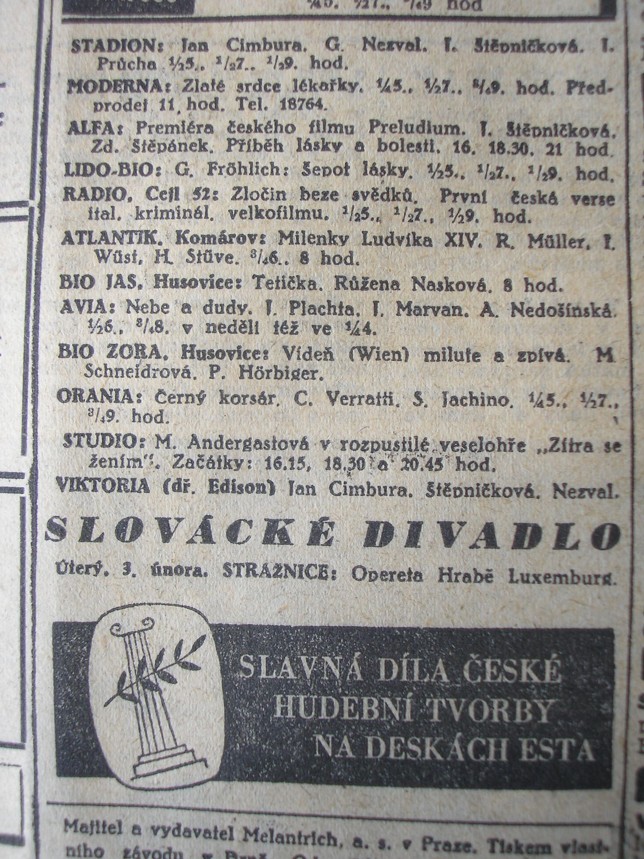 ¼5. ½7., ¾9 hod
STADION: Jan Cimbura. G. Nezval. J. Štěpničková. J.
Průcha ½5., ½7., ½9. hod.
MODERNA: Zlaté srdce lékařky. ¼5., ½7., ¾9. hod. Před-
prodej 11 hod. Tel. 18764.
ALFA: Premiéra českého filmu Preludium. J. Štěpničková.
Zd. Štěpánek. Příběh lásky a bolesti. 16. 18.30. 21 hod.
LIDO-BIO: G. Fröhlich: Šepot lásky. ½5., ½7., ½9. hod.
RADIO, Cejl 52: Zločin beze svědků. První česká verse
ital. kriminál. velkofilmu. ½5., ½7., ½9. hod.
ATLANTIK, Komárov: Milenky Ludvíka XIV. R. Müller, I.
Wüst, H. Stüve. ¾6.. 8 hod.
BIO JAS, Husovice: Tetička. Růžena Nasková. 8 hod.
AVIA: Nebe a dudy. J. Plachta, J. Marvan. A. Nedošinská.
½6., ¾8. v neděli též ve ¼4.
BIO ZORA, Husovice: Vídeň (Wien) miluje a zpívá. M
Schneidrová, P. Hörbiger.
ORANIA: Černý korsár. C. Verratti. S. Jachino. ¼5., ½7.,
¾9. hod.
STUDIO: M. Andergastová v rozpustilé veselohře „Zítra se
žením“. Začátky: 16.15, 18.30 a 20.45 hod.
VIKTORIA (dř. Edison) Jan Cimbura. Štěpničková. Nezval.
SLOVÁCKÉ DIVADLO
Úterý. 3. února. STRÁŽNICE: Opereta Hrabě Luxemburg.
SLAVNÁ DÍLA ČESKÉ
HUDEBNÍ TVORBY
NA DESKÁCH ESTA
Majitel a vydavatel Melantrich, a. s. v Praze. Tiskem vlast-
ního závodu v